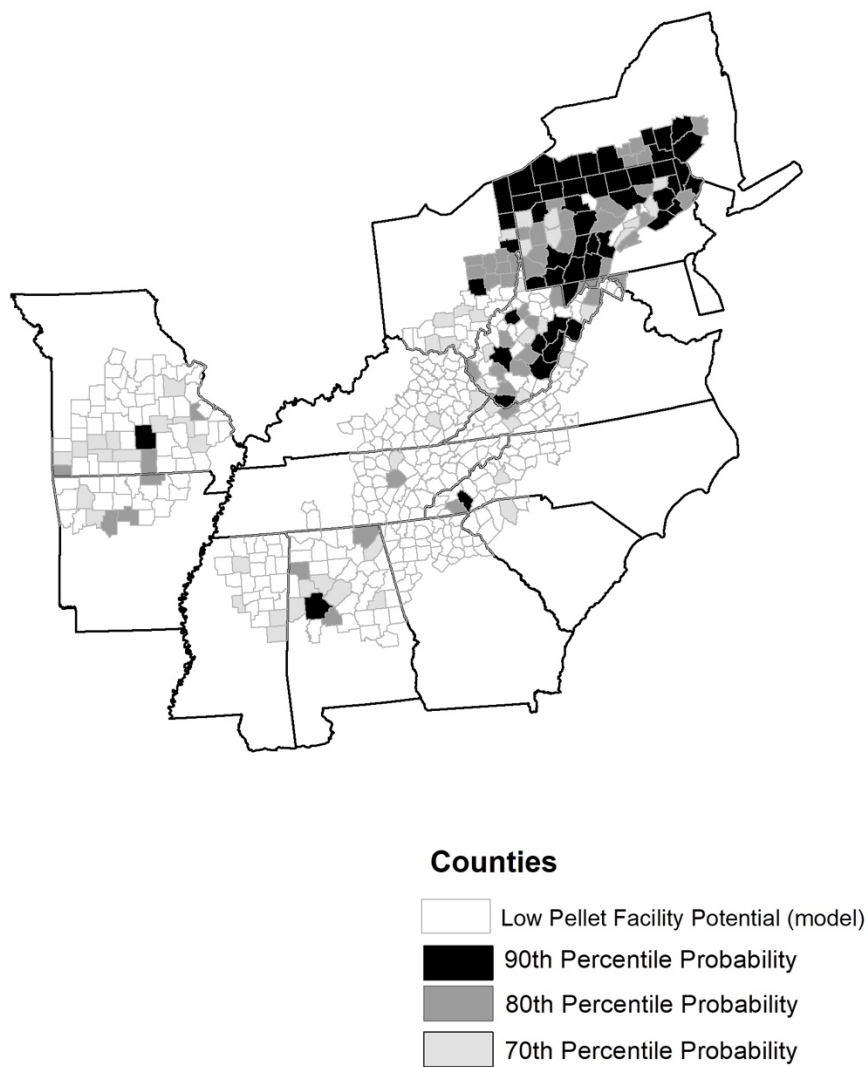 Counties
Low Pellet Facility Potential (model)
90th Percentile Probability
80th Percentile Probability
70th Percentile Probability